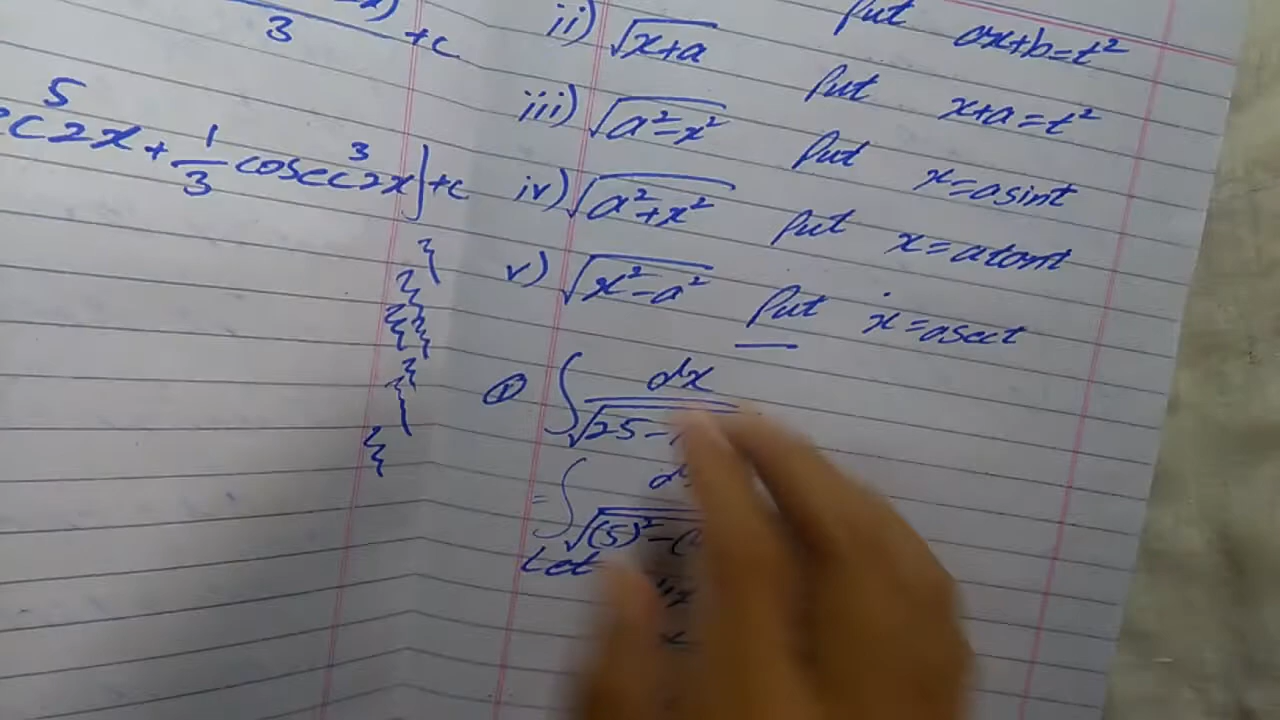 3 +c
5
c2x + 1/3 cosec³2x] +c
Put ax+b=t²
ii) √x+a Put x+a=t²
iii) √a²-x² Put x=asint
iv) √a²+x² Put x=atant
v) √x²-a² Put x=asect
∫ dx
√25-
= ∫ d
√(5)²-(
Let
x